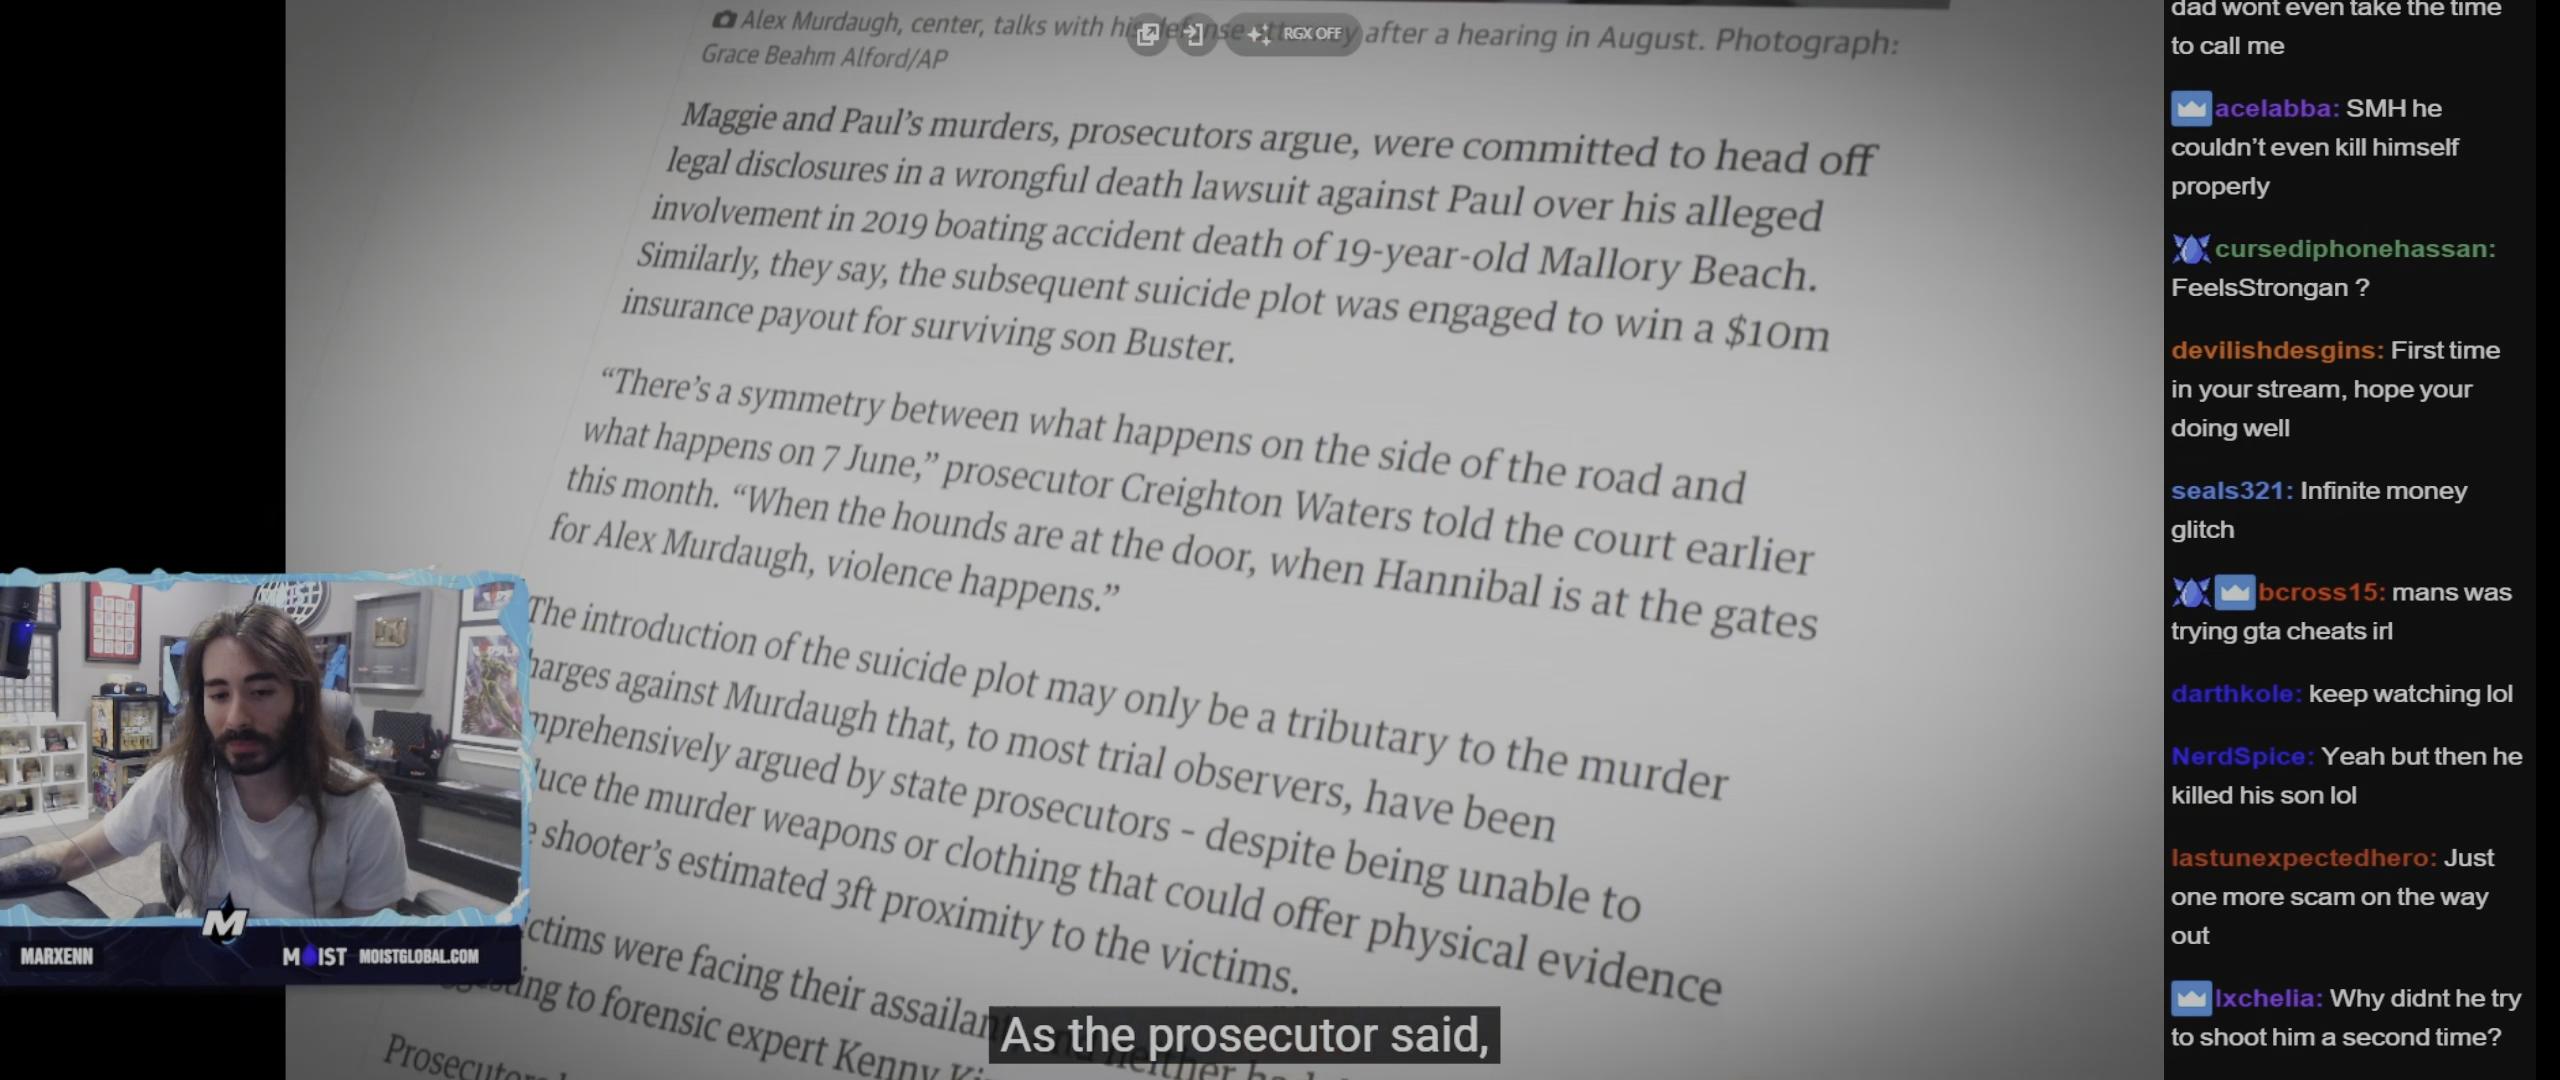 Alex Murdaugh, center, talks with his defense attorney after a hearing in August. Photograph:
Grace Beahm Alford/AP
RGX OFF
Maggie and Paul’s murders, prosecutors argue, were committed to head off
legal disclosures in a wrongful death lawsuit against Paul over his alleged
involvement in 2019 boating accident death of 19-year-old Mallory Beach.
Similarly, they say, the subsequent suicide plot was engaged to win a $10m
insurance payout for surviving son Buster.
“There’s a symmetry between what happens on the side of the road and
what happens on 7 June,” prosecutor Creighton Waters told the court earlier
this month. “When the hounds are at the door, when Hannibal is at the gates
for Alex Murdaugh, violence happens.”
The introduction of the suicide plot may only be a tributary to the murder
harges against Murdaugh that, to most trial observers, have been
mprehensively argued by state prosecutors - despite being unable to
duce the murder weapons or clothing that could offer physical evidence
shooter’s estimated 3ft proximity to the victims.
ctims were facing their assailan
ting to forensic expert Kenny Ki
Prosecutors
As the prosecutor said,
MARXENN
M
MOIST MOISTGLOBAL.COM
dad wont even take the time
to call me
acelabba: SMH he
couldn’t even kill himself
properly
cursediphonehassan:
FeelsStrongan ?
devilishdesgins: First time
in your stream, hope your
doing well
seals321: Infinite money
glitch
bcross15: mans was
trying gta cheats irl
darthkole: keep watching lol
NerdSpice: Yeah but then he
killed his son lol
lastunexpectedhero: Just
one more scam on the way
out
lxchelia: Why didnt he try
to shoot him a second time?